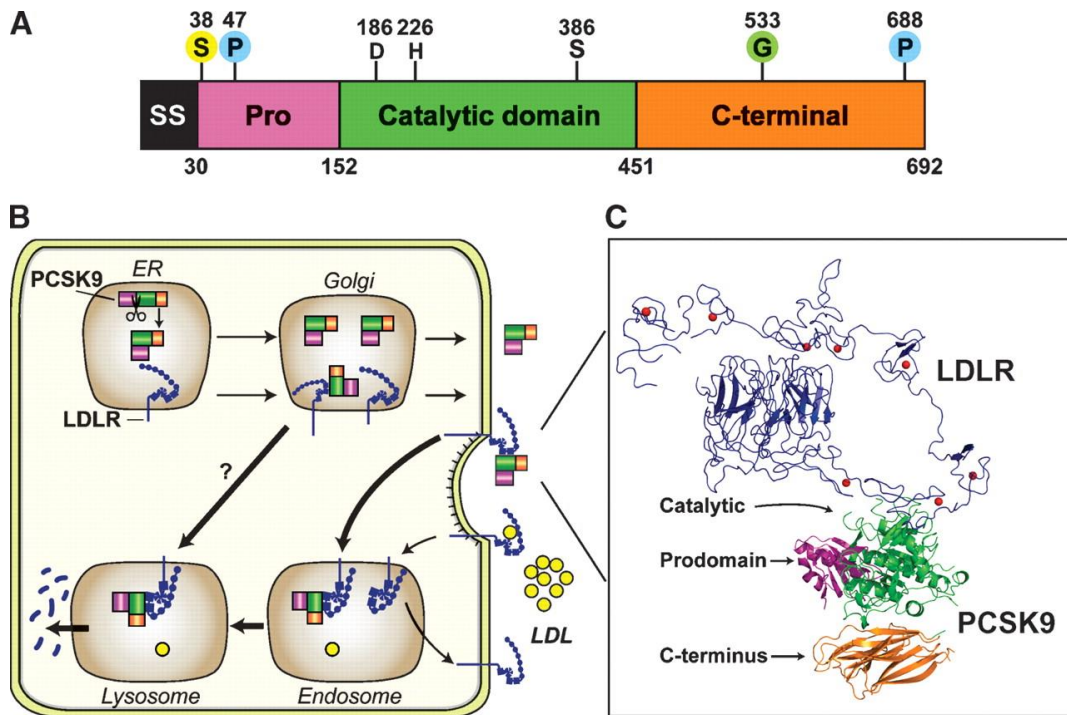 A
38 47 186 226 386 533 688
S P D H S G P
SS Pro Catalytic domain C-terminal
30 152 451 692
B
ER
PCSK9
Golgi
LDLR
?
LDL
Lysosome
Endosome
C
LDLR
Catalytic
Prodomain
PCSK9
C-terminus